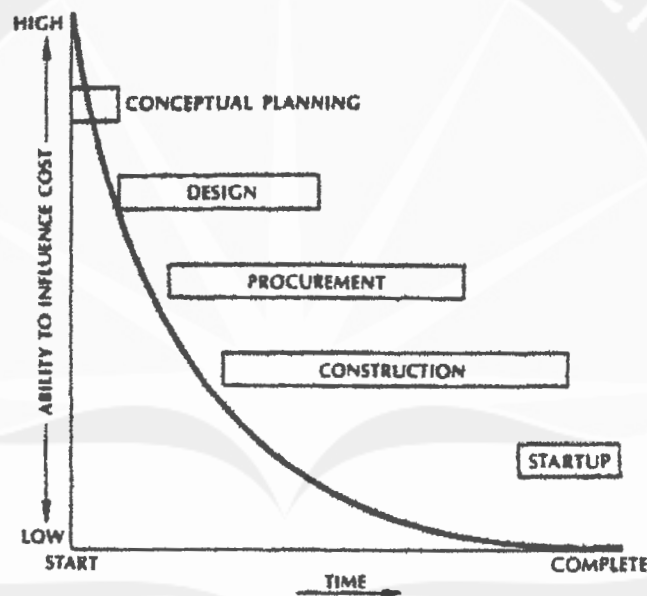 HIGH
CONCEPTUAL PLANNING
DESIGN
PROCUREMENT
CONSTRUCTION
STARTUP
ABILITY TO INFLUENCE COST
LOW
START
COMPLETE
TIME